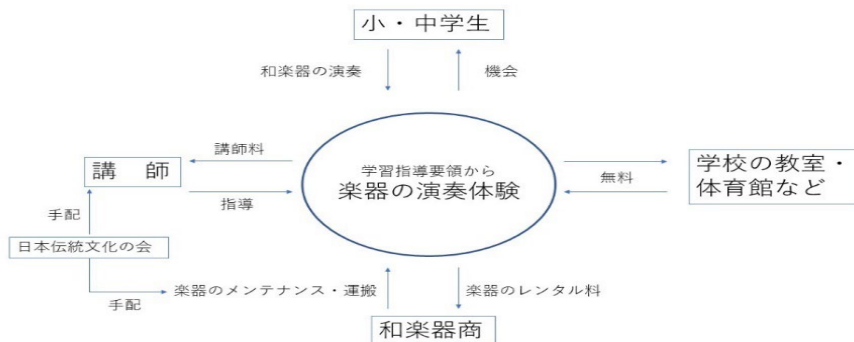 小・中学生
和楽器の演奏
機会
講師料
講　師
指導
学習指導要領から
楽器の演奏体験
無料
学校の教室・
体育館など
手配
日本伝統文化の会
手配
楽器のメンテナンス・運搬
楽器のレンタル料
和楽器商